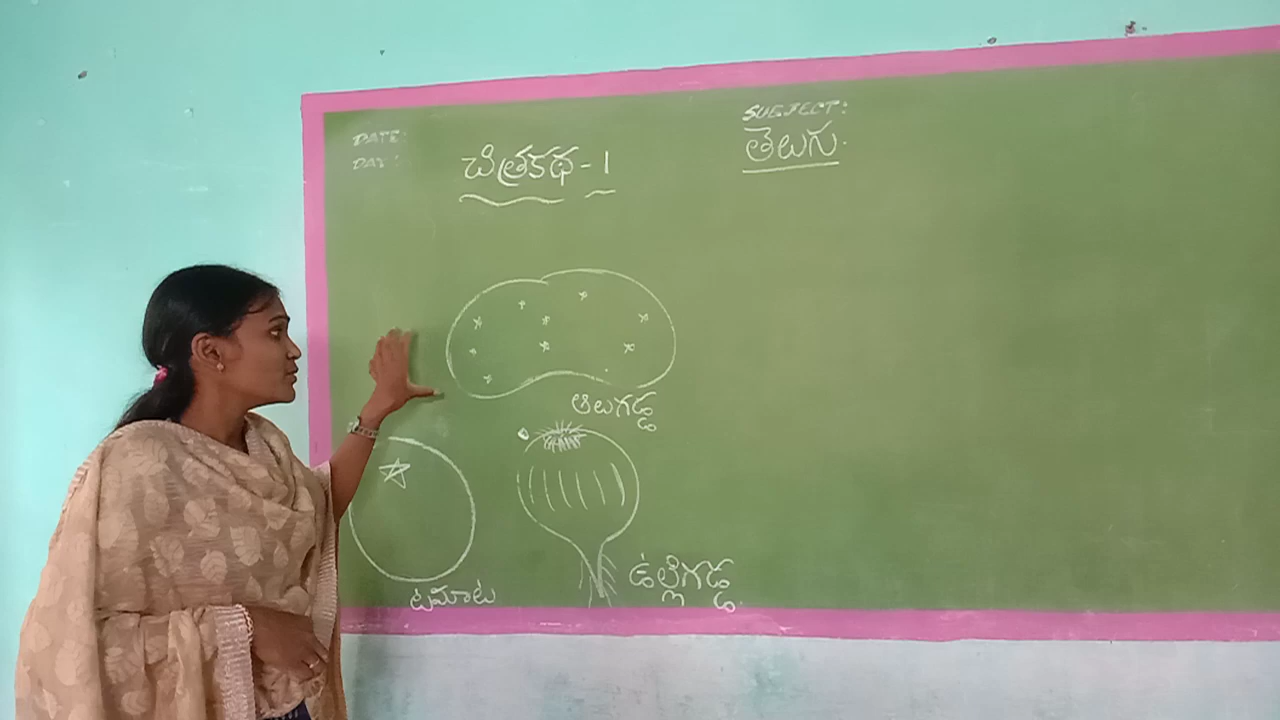 DATE:
DAY:
SUBJECT:
తెలుగు.
చిత్రకథ - 1
ఆలుగడ్డ
టమాట
ఉల్లిగడ్డ.